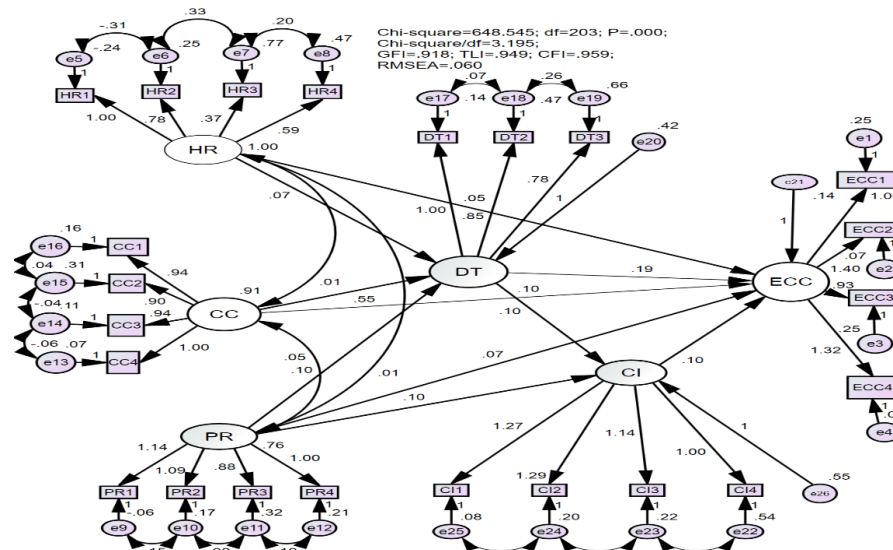 -.31 .33 .20
-.24 .25 .77 .47
e5 e6 e7 e8
1 1 1 1
HR1 HR2 HR3 HR4
1.00 .78 .37 .59
HR 1.00
Chi-square=648.545; df=203; P=.000;
Chi-square/df=3.195;
GFI=.918; TLI=.949; CFI=.959;
RMSEA=.060
.07 .26 .66
e17 .14 e18 .47 e19
1 1 1
DT1 DT2 DT3
.42
e20
1.00 .85 .78 1
.07 .05
DT
.25
e1
1
ECC1
e21 .14
1
ECC2
e2
.07
1.40
ECC
.93
ECC3
1
e3
.25
1.32
ECC4
1
e4
.16
e16 1 CC1
.04 .31 .94
e15 1 CC2
.90
-.04
e14 1 CC3
.94
-.06 .07
e13 1 CC4
1.00
CC
.91
.01 .55 .19
.10 .10
.05 .10 .07 .01 .10 .10
CI
PR
.76
1.14 1.09 .88 1.00
PR1 PR2 PR3 PR4
1 1 1 1
-.06 .17 .32 .21
e9 e10 e11 e12
1.27 1.29 1.14 1.00 1
CI1 CI2 CI3 CI4
.55
e26
1 1 1 1
.08 .20 .22 .54
e25 e24 e23 e22